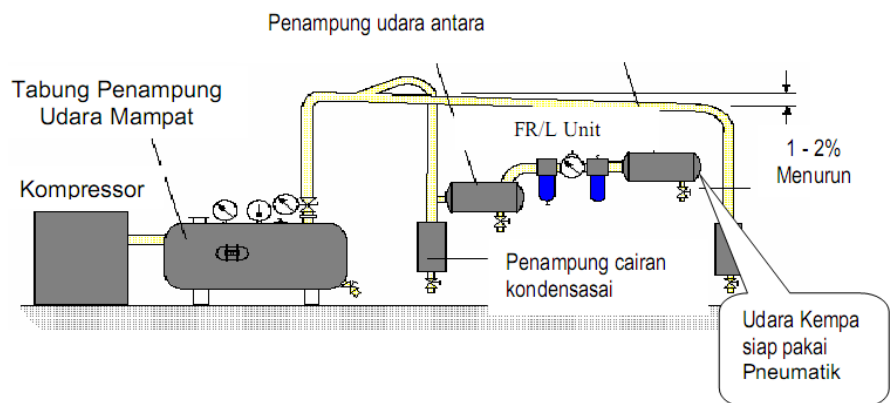 Penampung udara antara
Tabung Penampung
Udara Mampat
FR/L Unit
1 - 2%
Menurun
Kompressor
Penampung cairan
kondensasai
Udara Kempa
siap pakai
Pneumatik